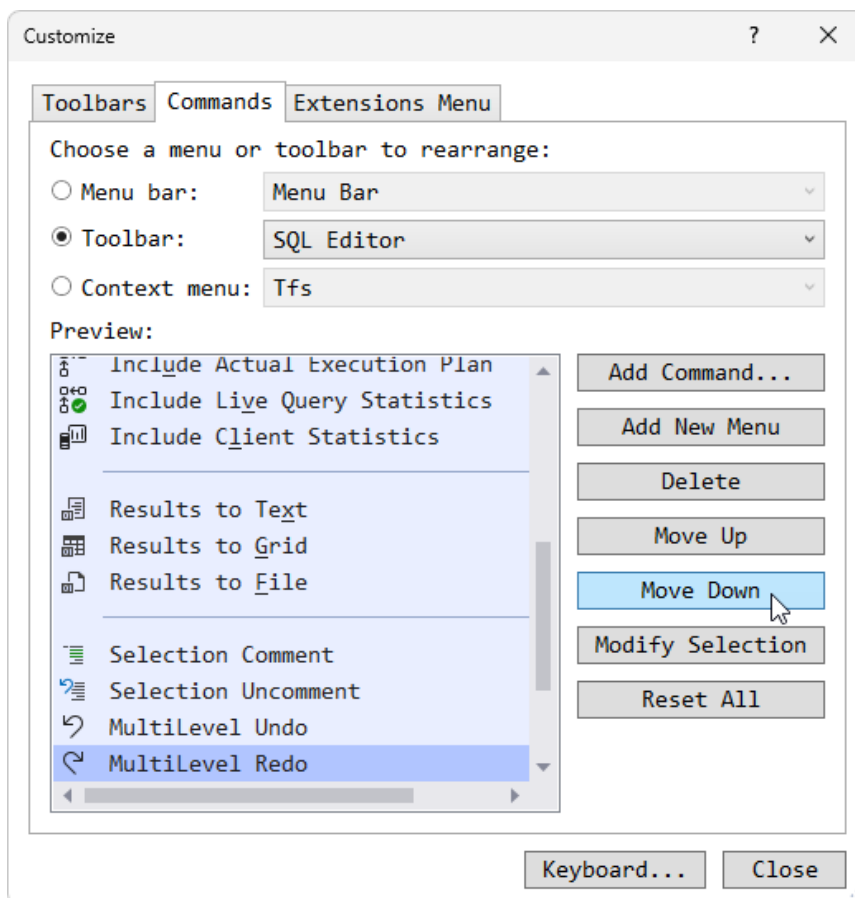 Customize ?
Toolbars Commands Extensions Menu
Choose a menu or toolbar to rearrange:
Menu bar: Menu Bar
Toolbar: SQL Editor
Context menu: Tfs
Preview:
Include Actual Execution Plan
Include Live Query Statistics
Include Client Statistics
Results to Text
Results to Grid
Results to File
Selection Comment
Selection Uncomment
MultiLevel Undo
MultiLevel Redo
Add Command...
Add New Menu
Delete
Move Up
Move Down
Modify Selection
Reset All
Keyboard... Close